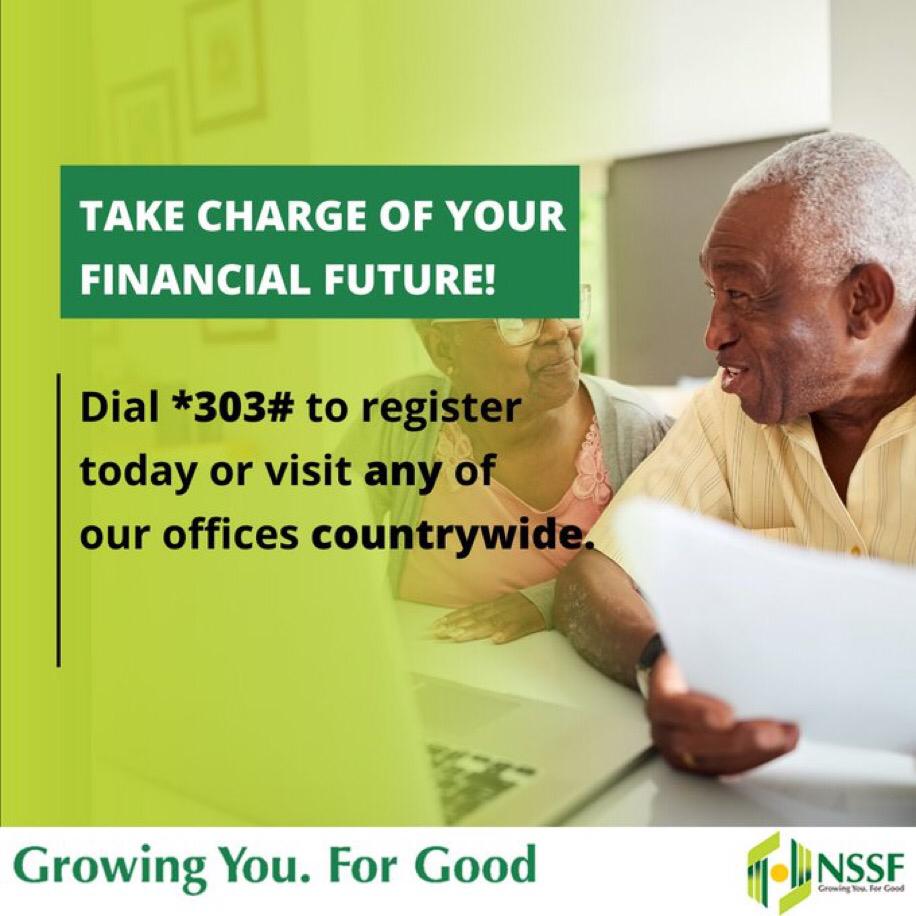 TAKE CHARGE OF YOUR
FINANCIAL FUTURE!
Dial *303# to register
today or visit any of
our offices countrywide.
Growing You. For Good
NSSF
Growing You. For Good